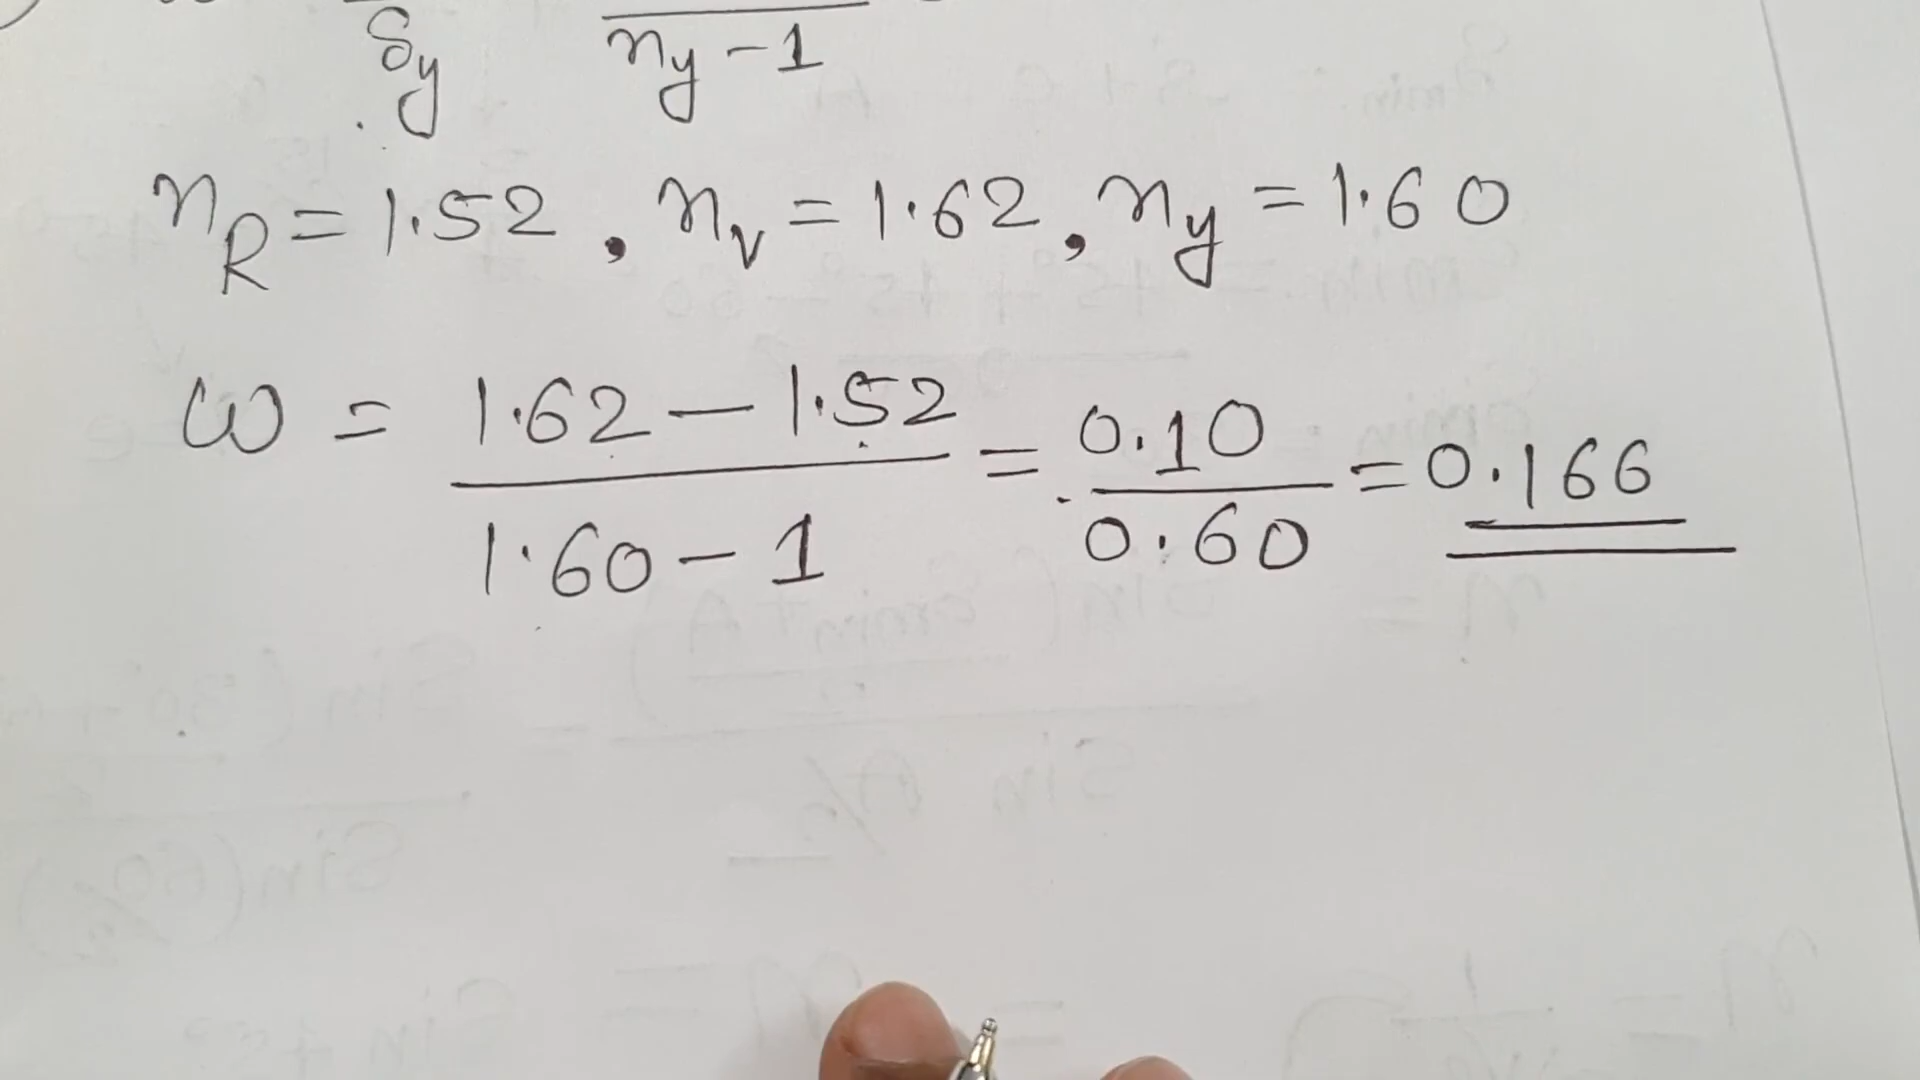 δy ny - 1
nR = 1.52, nv = 1.62, ny = 1.60
ω = 1.62 - 1.52 / 1.60 - 1 = 0.10 / 0.60 = 0.166